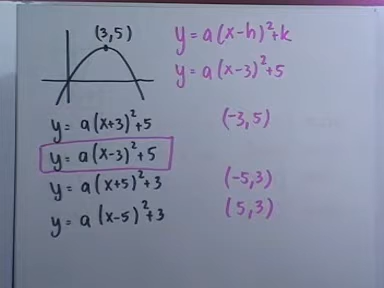 (3,5)
y = a(x-h)²+k
y = a(x-3)²+5
y = a(x+3)²+5 (-3,5)
y = a(x-3)²+5
y = a(x+5)²+3 (-5,3)
y = a(x-5)²+3 (5,3)